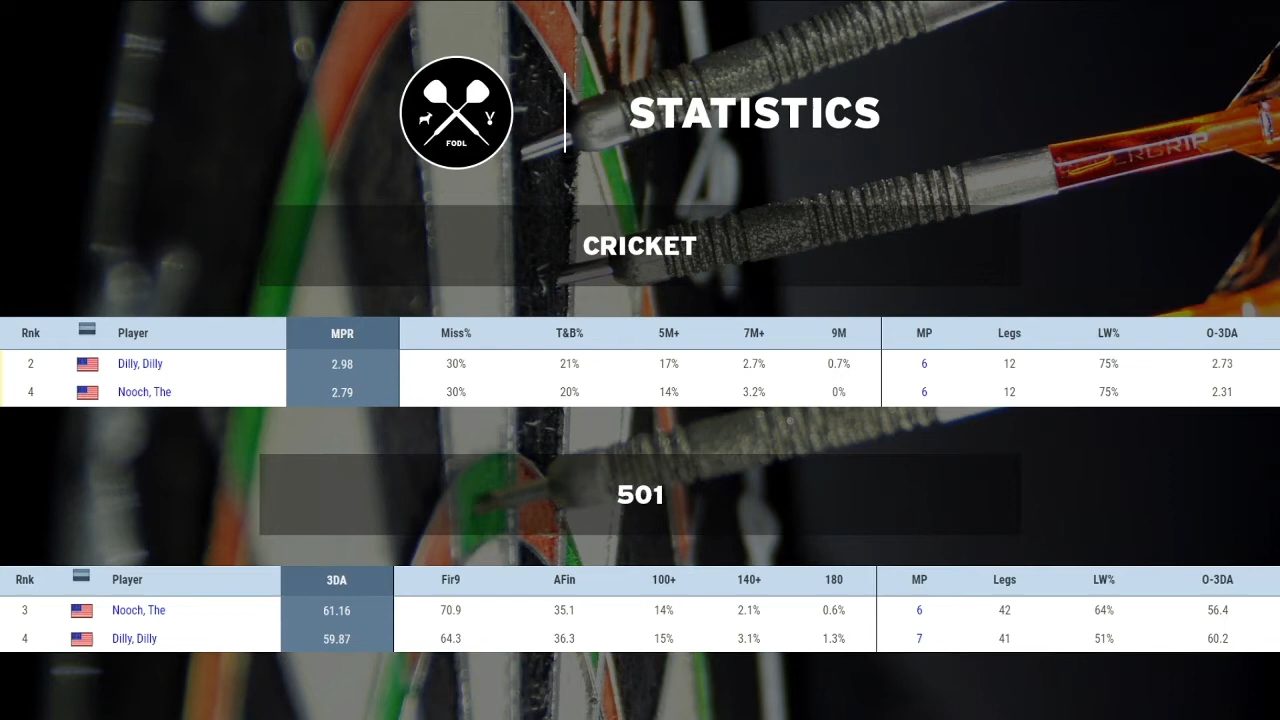 FODL
STATISTICS
CRICKET
Rnk Player MPR Miss% T&B% 5M+ 7M+ 9M MP Legs LW% O-3DA
2 Dilly, Dilly 2.98 30% 21% 17% 2.7% 0.7% 6 12 75% 2.73
4 Nooch, The 2.79 30% 20% 14% 3.2% 0% 6 12 75% 2.31
501
Rnk Player 3DA Fir9 AFin 100+ 140+ 180 MP Legs LW% O-3DA
3 Nooch, The 61.16 70.9 35.1 14% 2.1% 0.6% 6 42 64% 56.4
4 Dilly, Dilly 59.87 64.3 36.3 15% 3.1% 1.3% 7 41 51% 60.2